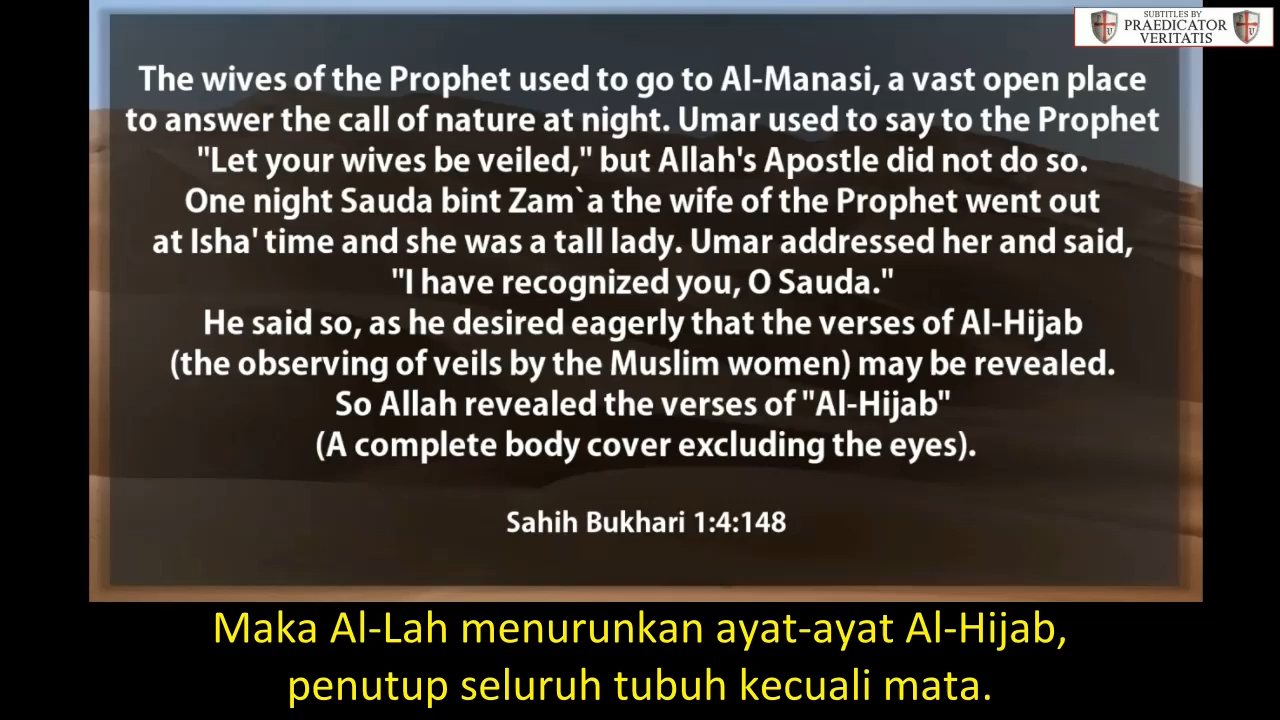 SUBTITLES BY
PRAEDICATOR
VERITATIS
The wives of the Prophet used to go to Al-Manasi, a vast open place
to answer the call of nature at night. Umar used to say to the Prophet
"Let your wives be veiled," but Allah's Apostle did not do so.
One night Sauda bint Zam`a the wife of the Prophet went out
at Isha' time and she was a tall lady. Umar addressed her and said,
"I have recognized you, O Sauda."
He said so, as he desired eagerly that the verses of Al-Hijab
(the observing of veils by the Muslim women) may be revealed.
So Allah revealed the verses of "Al-Hijab"
(A complete body cover excluding the eyes).
Sahih Bukhari 1:4:148
Maka Al-Lah menurunkan ayat-ayat Al-Hijab,
penutup seluruh tubuh kecuali mata.